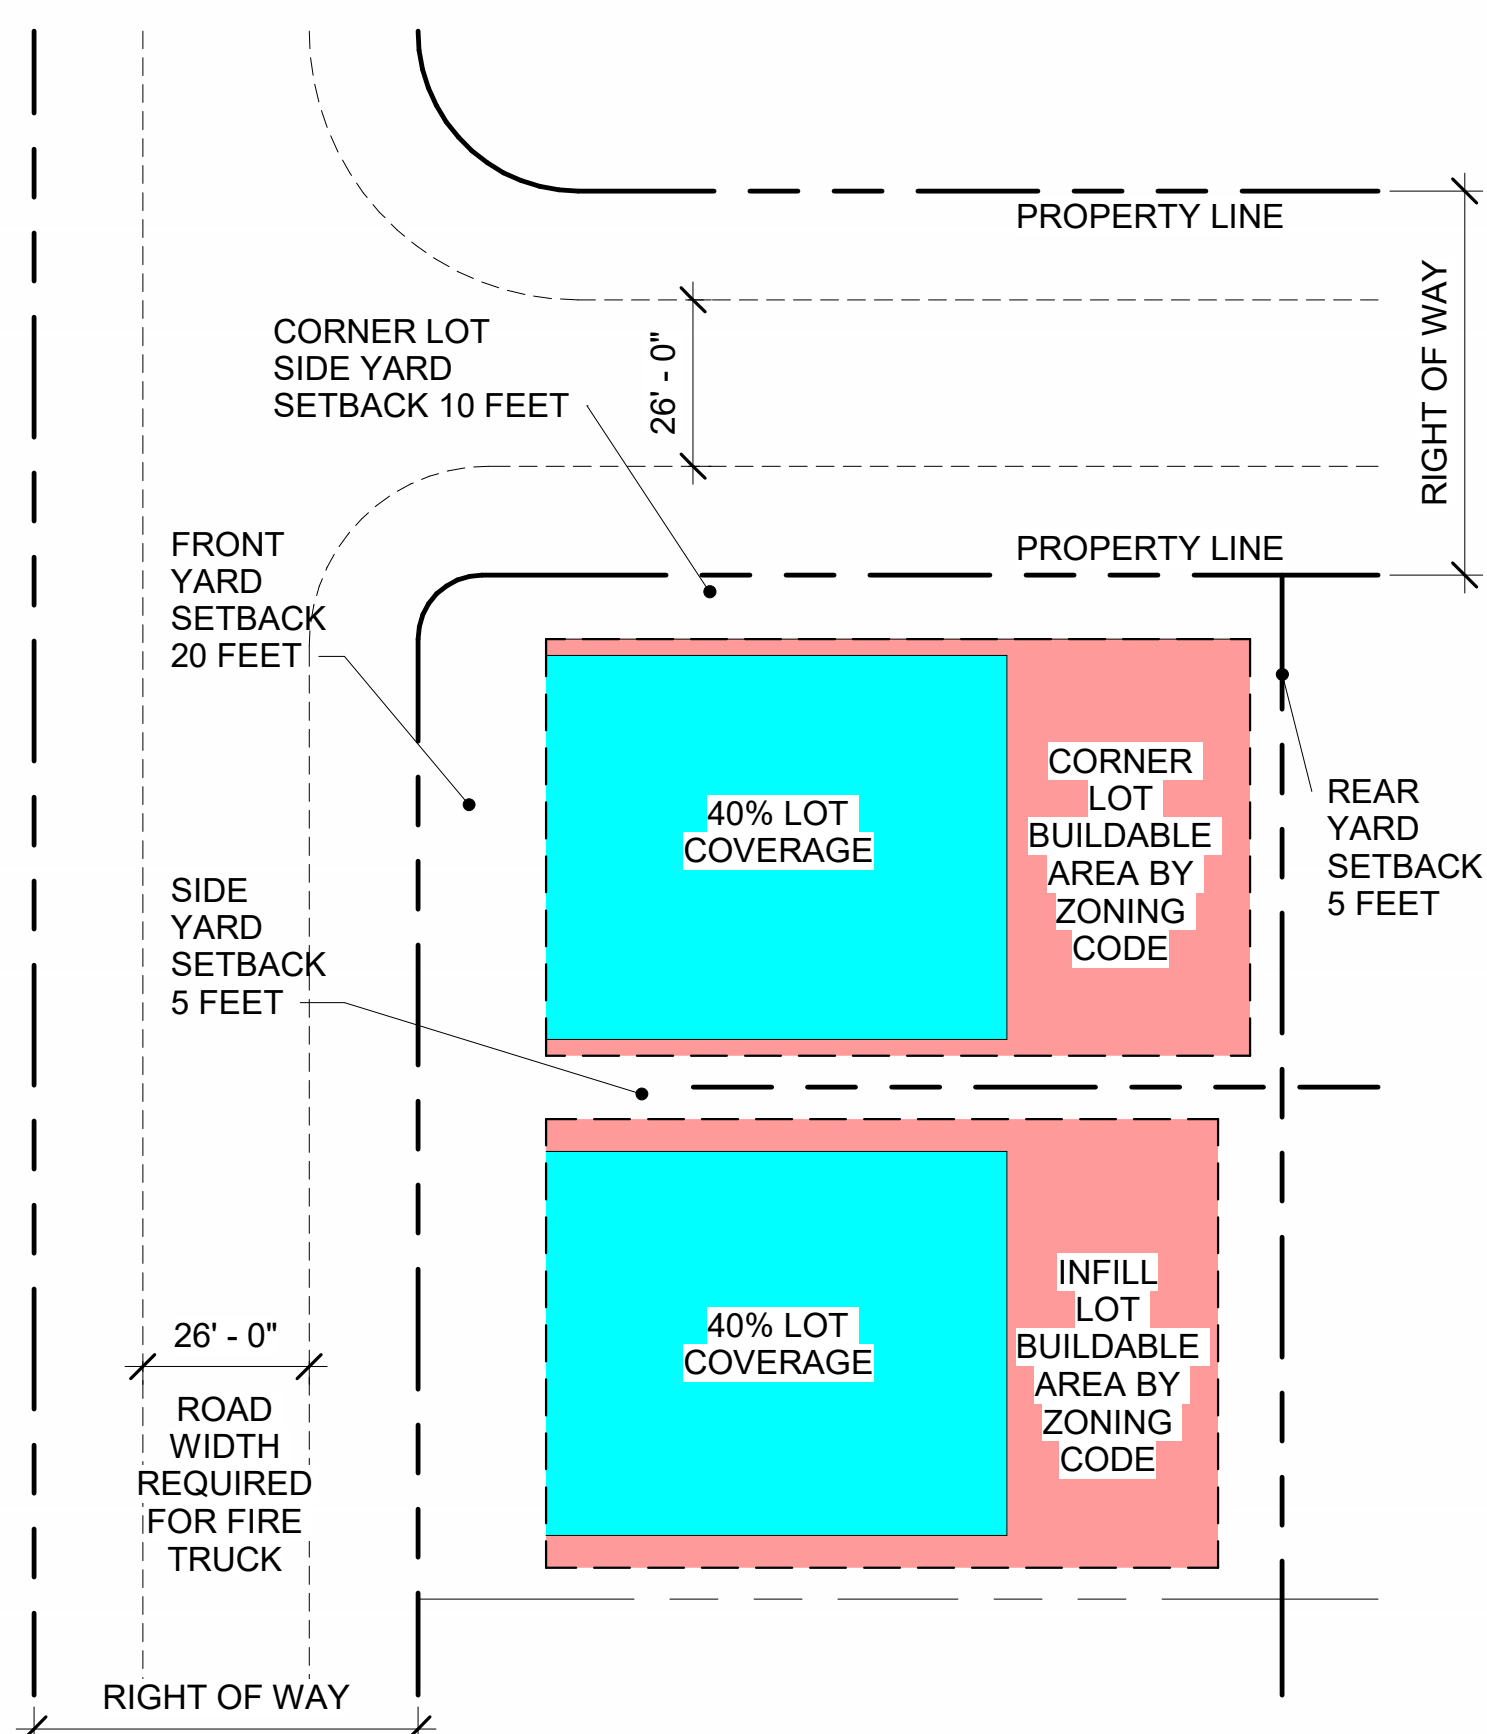 PROPERTY LINE
RIGHT OF WAY
CORNER LOT
SIDE YARD
SETBACK 10 FEET
26' - 0"
FRONT
YARD
SETBACK
20 FEET
PROPERTY LINE
40% LOT
COVERAGE
CORNER
LOT
BUILDABLE
AREA BY
ZONING
CODE
REAR
YARD
SETBACK
5 FEET
SIDE
YARD
SETBACK
5 FEET
40% LOT
COVERAGE
INFILL
LOT
BUILDABLE
AREA BY
ZONING
CODE
26' - 0"
ROAD
WIDTH
REQUIRED
FOR FIRE
TRUCK
RIGHT OF WAY